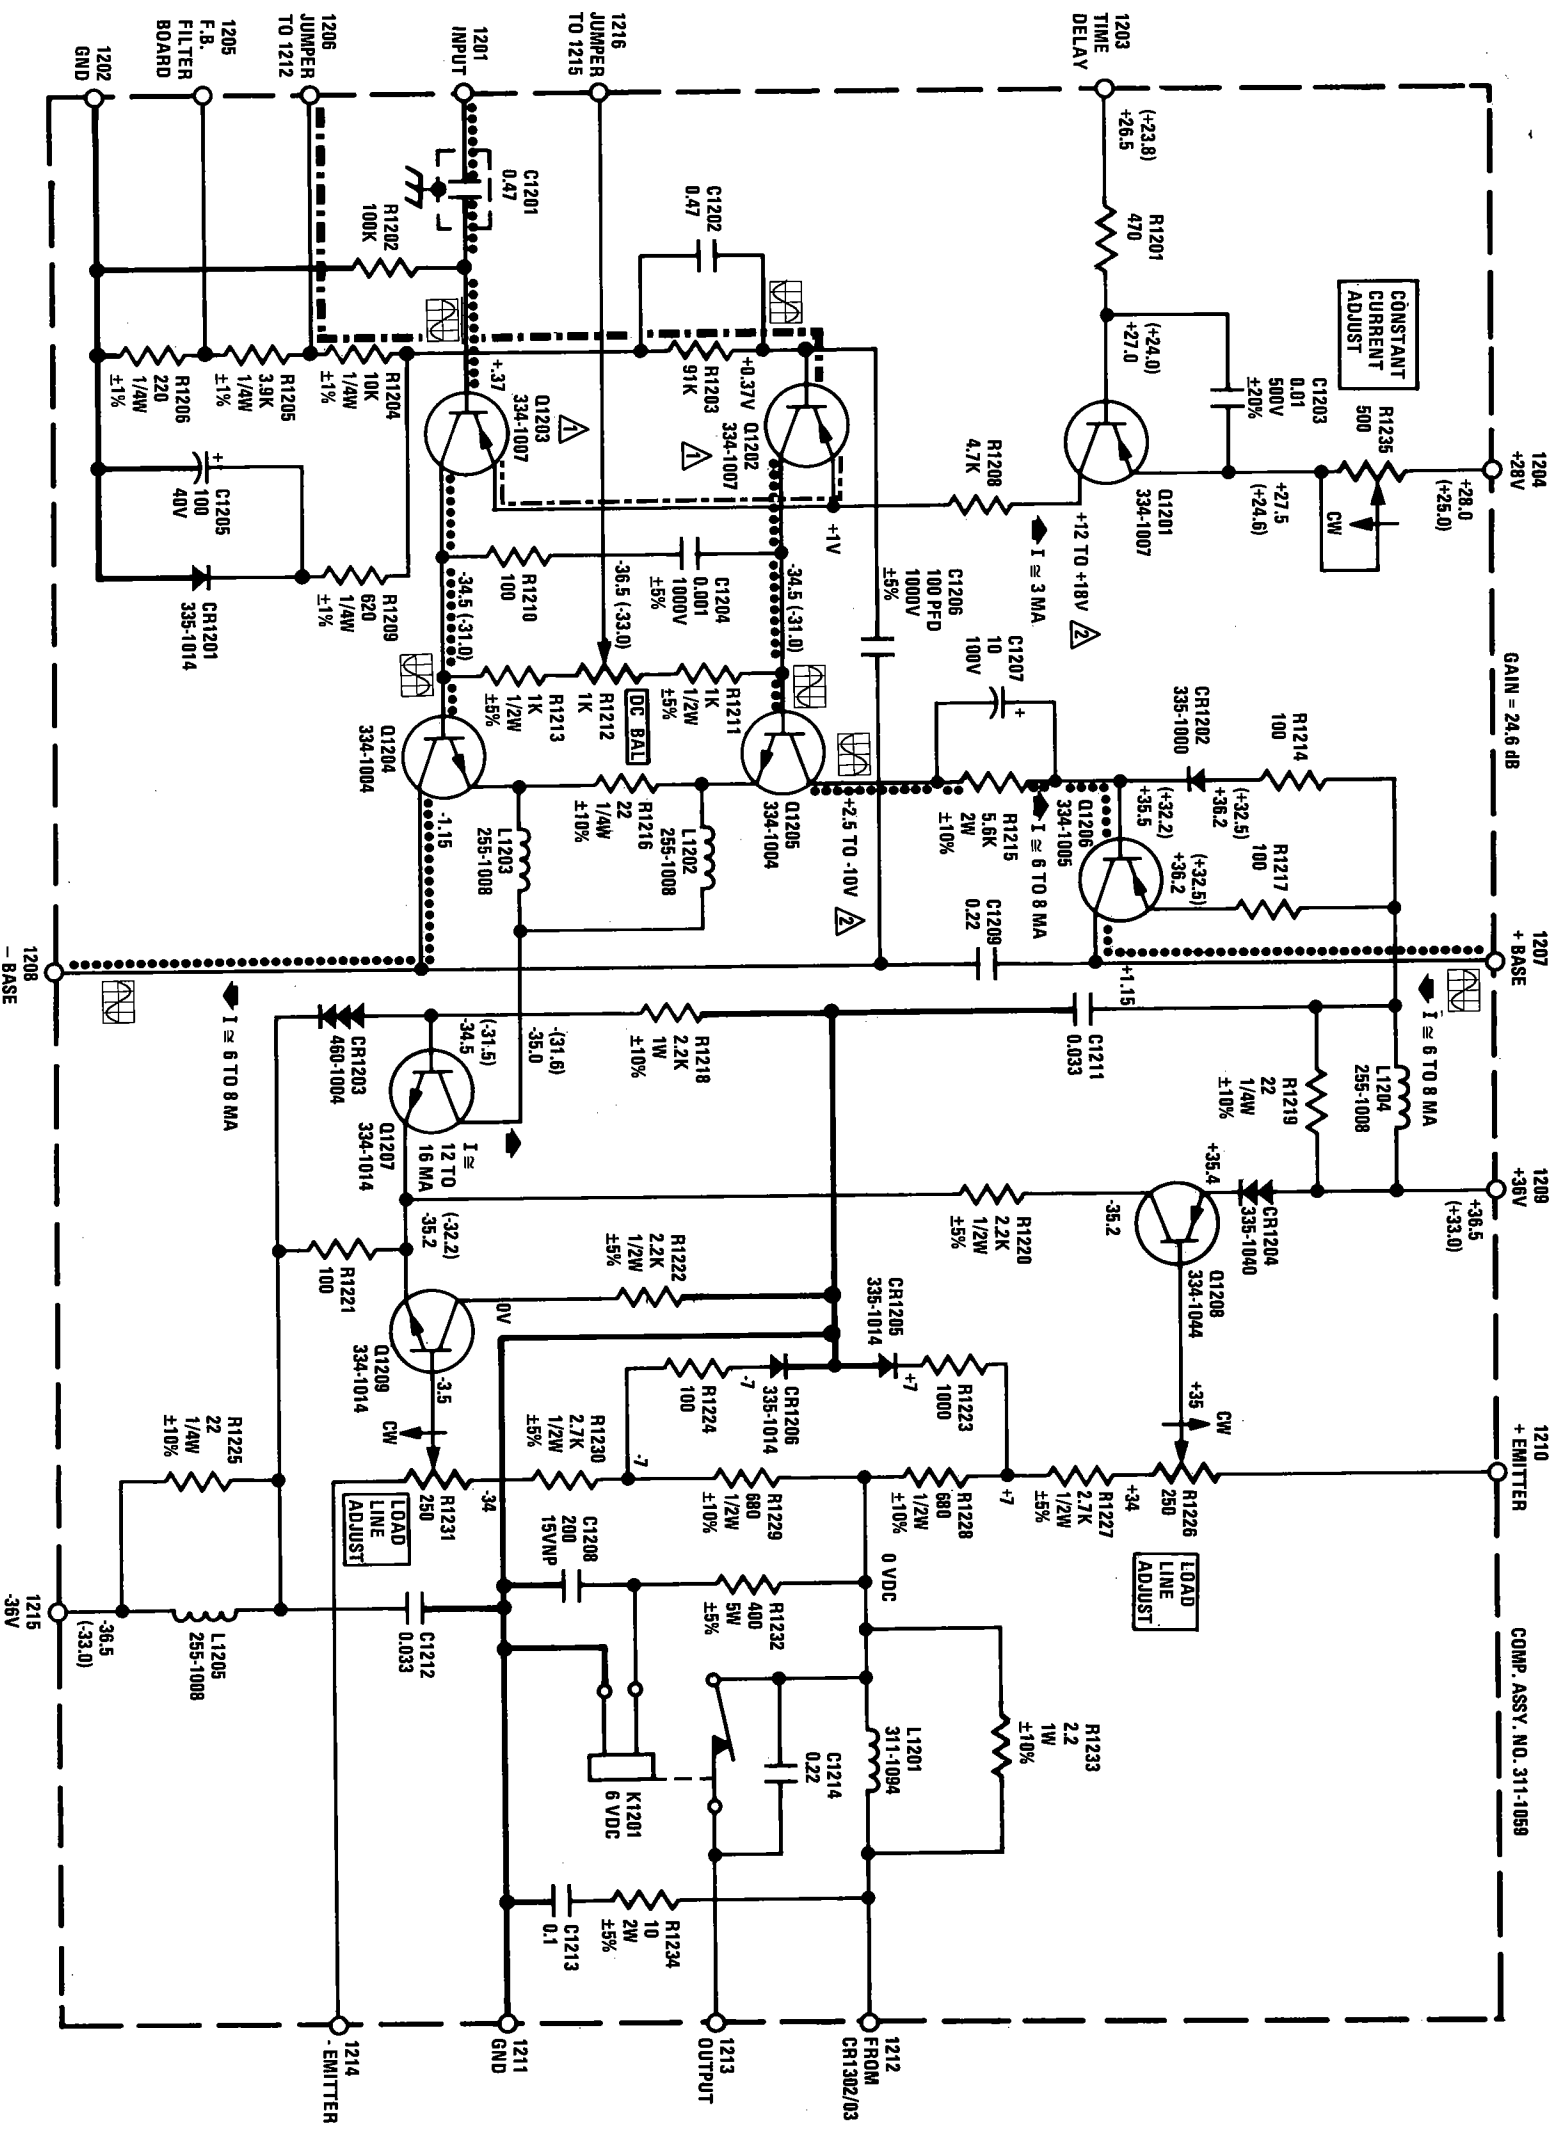 GAIN = 24.6 dB
COMP. ASSY. NO. 311-1059
1204
+28V
+28.0
(+25.0)
1207
+ BASE
1209
+36V
+36.5
(+33.0)
1210
+ EMITTER
1203
TIME
DELAY
(+23.8)
+26.5
R1201
470
CONSTANT
CURRENT
ADJUST
R1235
500
CW
(+24.0)
+27.0
C1203
0.01
500V
±20%
+27.5
(+24.6)
Q1201
334-1007
+12 TO +18V
2
R1208
4.7K
I ≅ 3 MA
1216
JUMPER
TO 1215
1201
INPUT
C1201
0.47
C1202
0.47
R1202
100K
1206
JUMPER
TO 1212
1205
F.B.
FILTER
BOARD
1202
GND
R1203
91K
+0.37V
Q1202
334-1007
1
+.37
Q1203
334-1007
1
+1V
R1204
10K
1/4W
±1%
R1205
3.9K
1/4W
±1%
R1206
220
1/4W
±1%
+
C1205
100
40V
R1209
620
1/4W
±1%
CR1201
335-1014
R1210
100
C1204
0.001
1000V
±5%
-34.5 (-31.0)
-34.5 (-31.0)
-36.5 (-33.0)
C1206
100 PFD
1000V
±5%
C1207
10
100V
+
R1211
1K
1/2W
±5%
DC BAL
R1212
1K
R1213
1K
1/2W
±5%
Q1204
334-1004
-1.15
Q1205
334-1004
+2.5 TO -10V
2
R1216
22
1/4W
±10%
L1202
255-1008
L1203
255-1008
R1214
100
CR1202
335-1000
(+32.5)
+36.2
(+32.2)
+35.5
Q1206
334-1005
R1215
5.6K
2W
±10%
I ≅ 6 TO 8 MA
R1217
100
(+32.5)
+36.2
C1209
0.22
+1.15
1208
− BASE
I ≅ 6 TO 8 MA
I ≅ 6 TO 8 MA
L1204
255-1008
R1219
22
1/4W
±10%
C1211
0.033
R1218
2.2K
1W
±10%
-(31.6)
-35.0
(-31.5)
-34.5
CR1203
460-1004
Q1207
334-1014
I ≅
12 TO
16 MA
+35.4
CR1204
335-1040
Q1208
334-1044
-35.2
R1220
2.2K
1/2W
±5%
(-32.2)
-35.2
R1221
100
R1222
2.2K
1/2W
±5%
0V
Q1209
334-1014
-3.5
CW
CR1205
335-1014
+7
R1223
1000
+35
CW
CR1206
335-1014
-7
R1224
100
R1225
22
1/4W
±10%
R1226
250
LOAD
LINE
ADJUST
+34
R1227
2.7K
1/2W
±5%
+7
R1228
680
1/2W
±10%
R1229
680
1/2W
±10%
-7
R1230
2.7K
1/2W
±5%
-34
R1231
250
LOAD
LINE
ADJUST
0 VDC
C1208
200
15VNP
R1232
400
5W
±5%
C1212
0.033
L1205
255-1008
1215
-36V
-36.5
(-33.0)
R1233
2.2
1W
±10%
L1201
311-1094
C1214
0.22
K1201
6 VDC
R1234
10
2W
±5%
C1213
0.1
1212
FROM
CR1302/03
1213
OUTPUT
1211
GND
1214
- EMITTER